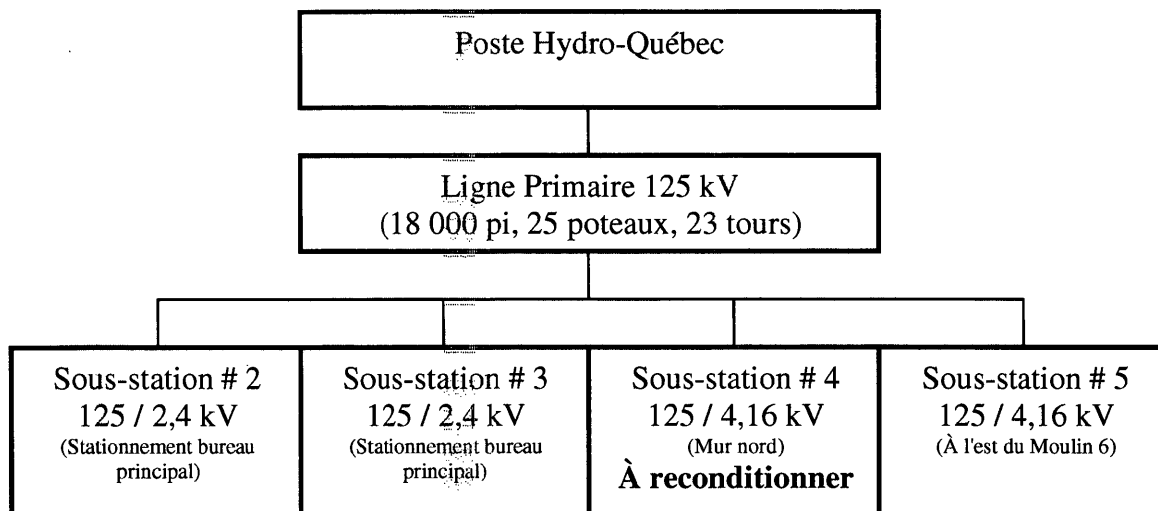 Poste Hydro-Québec
Ligne Primaire 125 kV
(18 000 pi, 25 poteaux, 23 tours)
Sous-station # 2
125 / 2,4 kV
(Stationnement bureau
principal)
Sous-station # 3
125 / 2,4 kV
(Stationnement bureau
principal)
Sous-station # 4
125 / 4,16 kV
(Mur nord)
À reconditionner
Sous-station # 5
125 / 4,16 kV
(À l'est du Moulin 6)